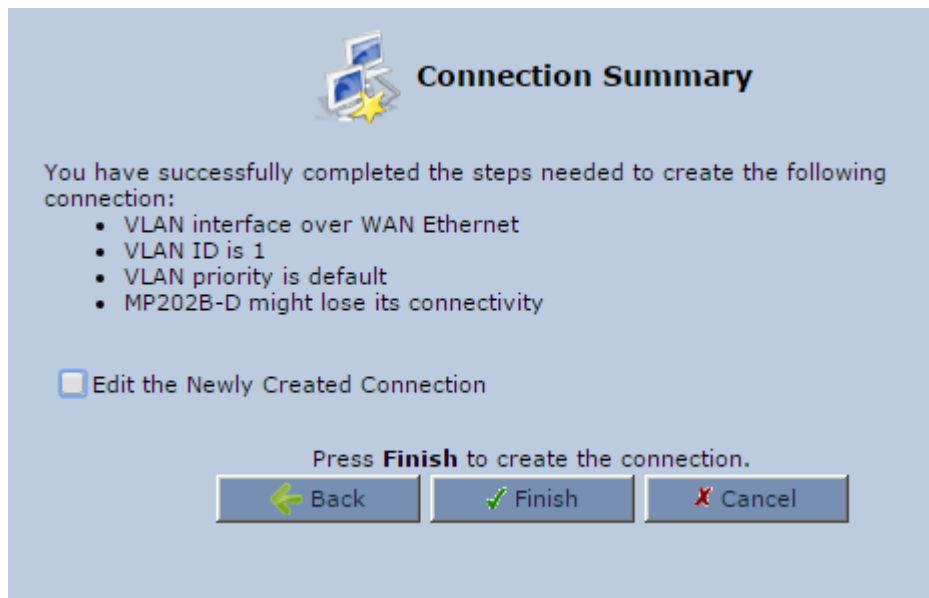 Connection Summary
You have successfully completed the steps needed to create the following
connection:
• VLAN interface over WAN Ethernet
• VLAN ID is 1
• VLAN priority is default
• MP202B-D might lose its connectivity
Edit the Newly Created Connection
Press Finish to create the connection.
Back Finish Cancel